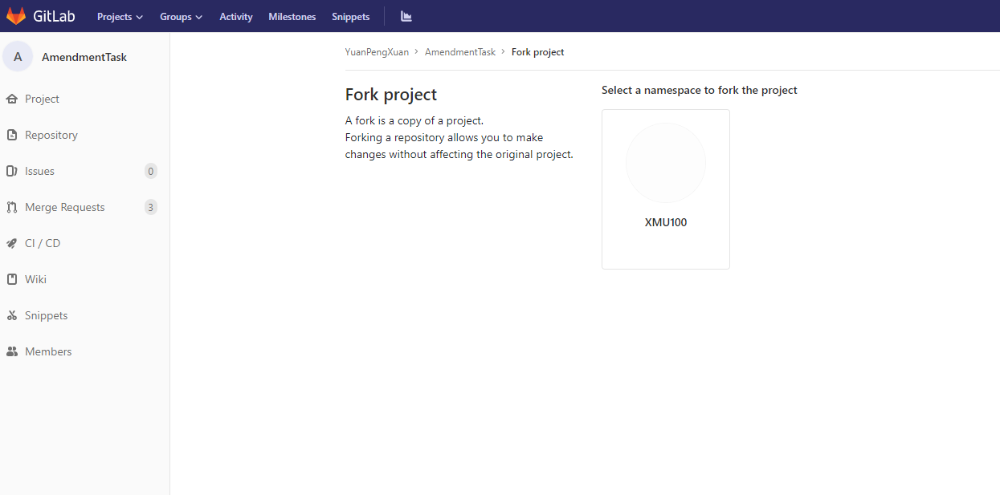 GitLab Projects Groups Activity Milestones Snippets
A AmendmentTask
Project
Repository
Issues 0
Merge Requests 3
CI / CD
Wiki
Snippets
Members
YuanPengXuan > AmendmentTask > Fork project
Fork project
A fork is a copy of a project.
Forking a repository allows you to make
changes without affecting the original project.
Select a namespace to fork the project
XMU100